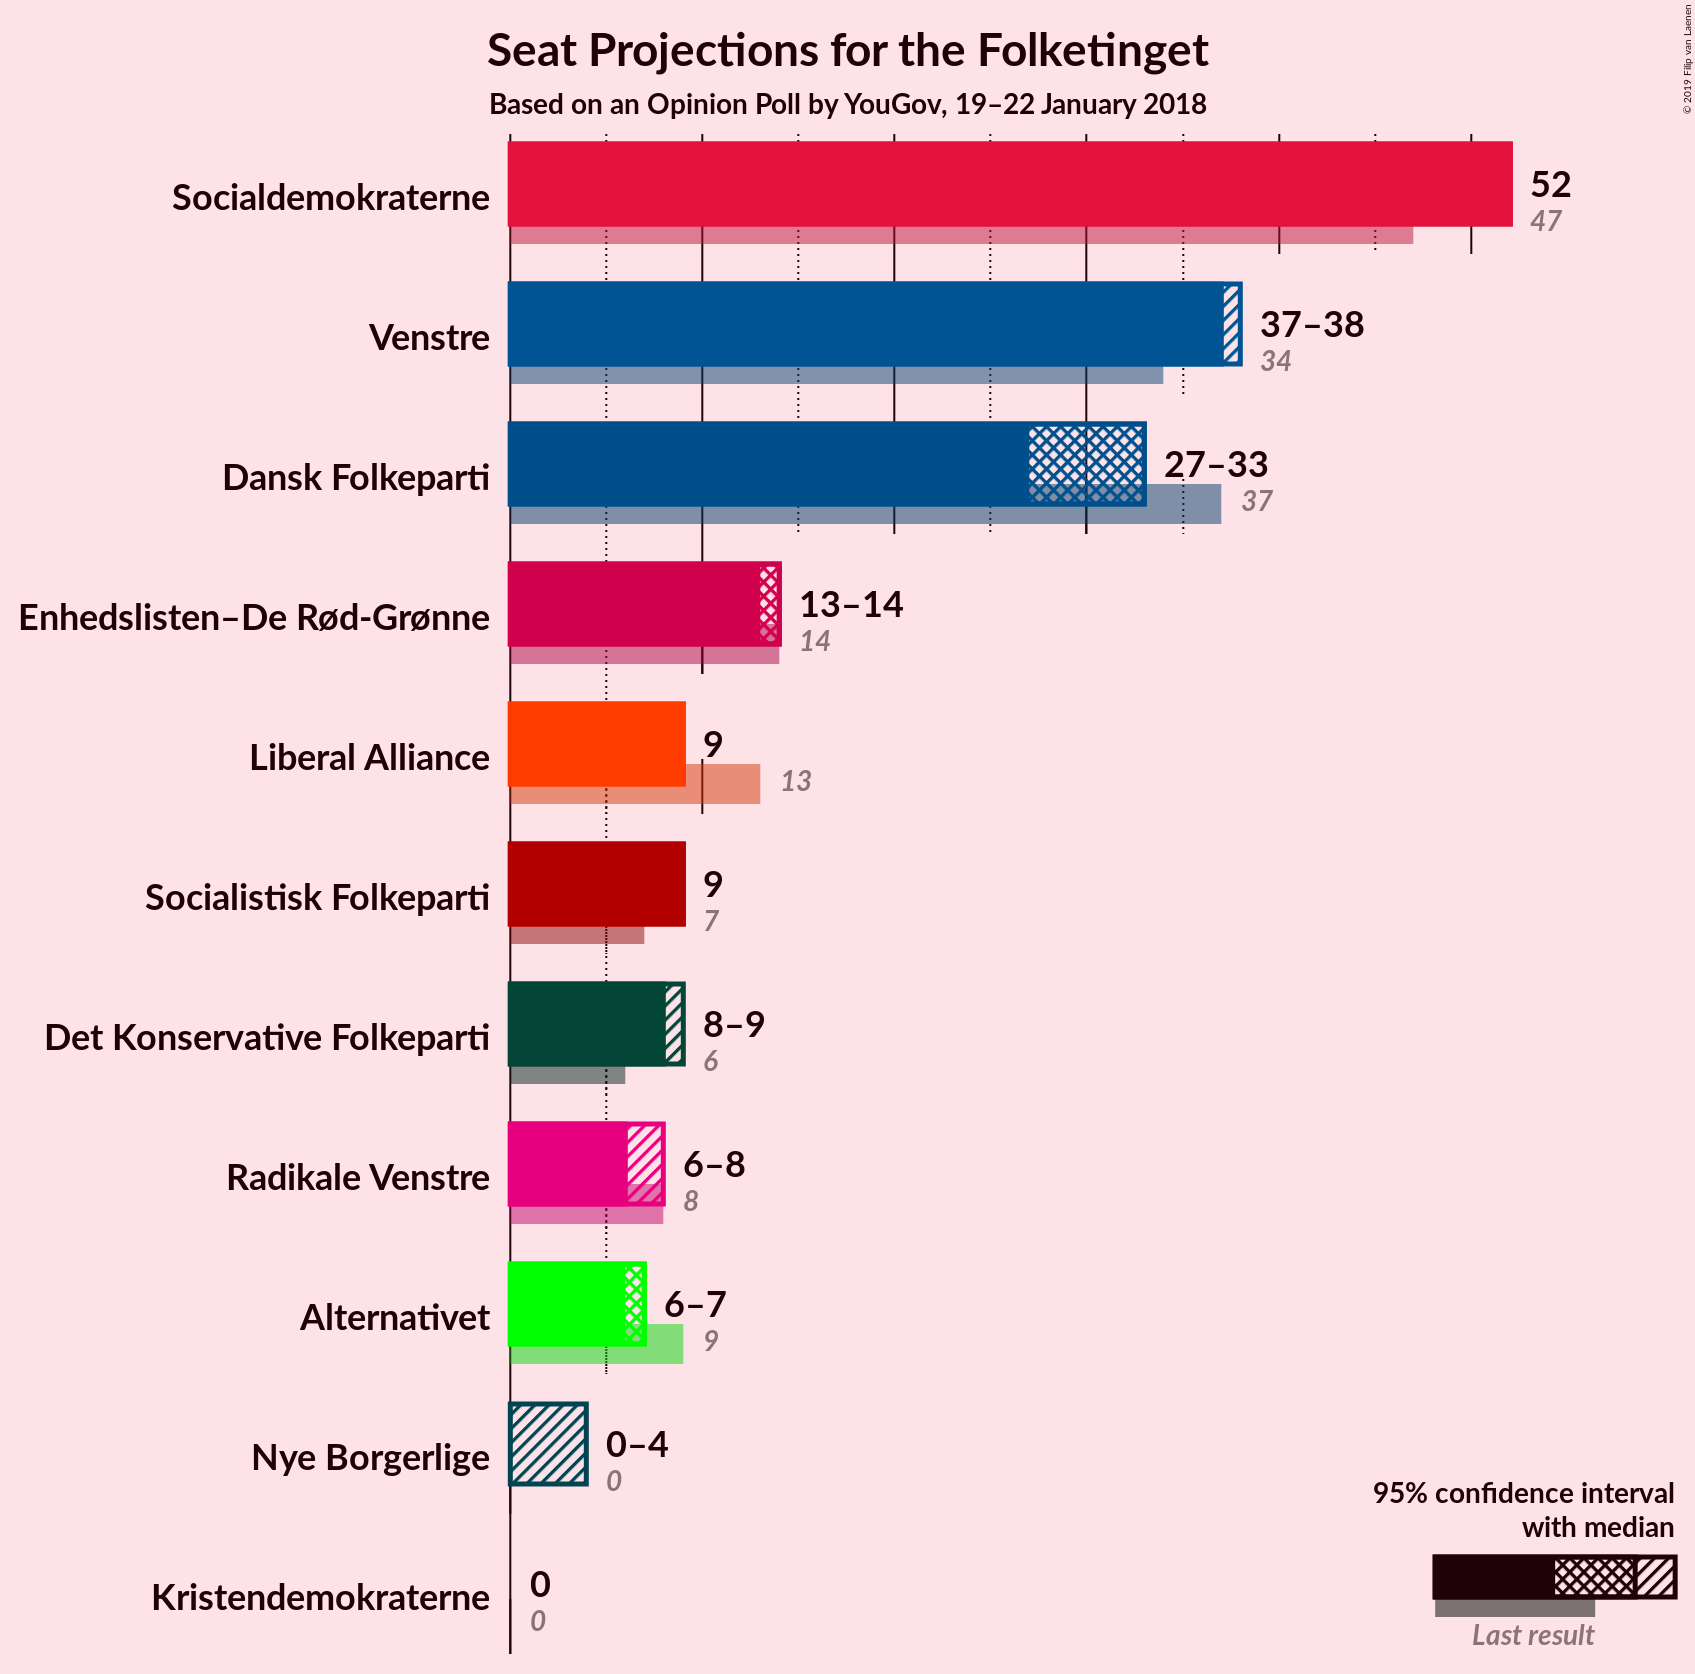 Seat Projections for the Folketinget
Based on an Opinion Poll by YouGov, 19–22 January 2018
© 2019 Filip van Laenen
Socialdemokraterne
52
47
Venstre
37–38
34
Dansk Folkeparti
27–33
37
Enhedslisten–De Rød-Grønne
13–14
14
Liberal Alliance
9
13
Socialistisk Folkeparti
9
7
Det Konservative Folkeparti
8–9
6
Radikale Venstre
6–8
8
Alternativet
6–7
9
Nye Borgerlige
0–4
0
Kristendemokraterne
0
0
95% confidence interval
with median
Last result